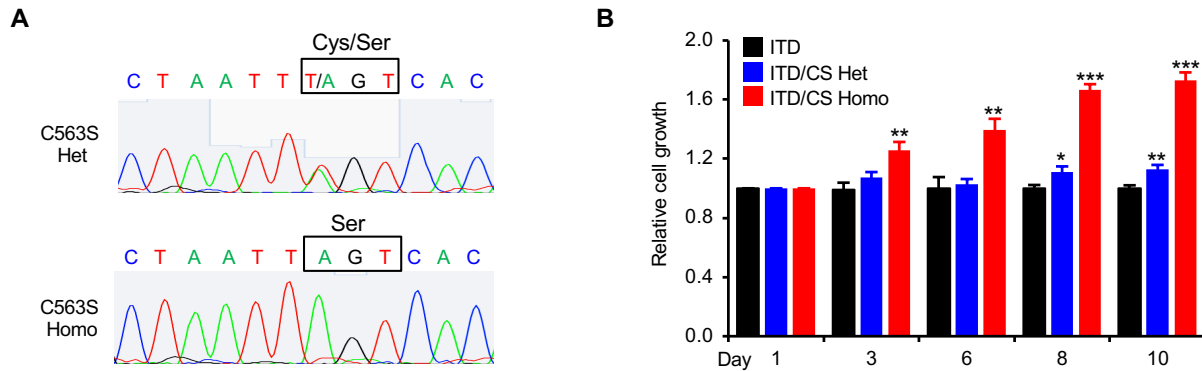 A
Cys/Ser
C T A A T T T/A G T C A C
C563S
Het
Ser
C T A A T T A G T C A C
C563S
Homo
B
Relative cell growth
2.0
1.6
1.2
0.8
0.4
0.0
ITD
ITD/CS Het
ITD/CS Homo
**
**
*
***
**
***
Day 1 3 6 8 10